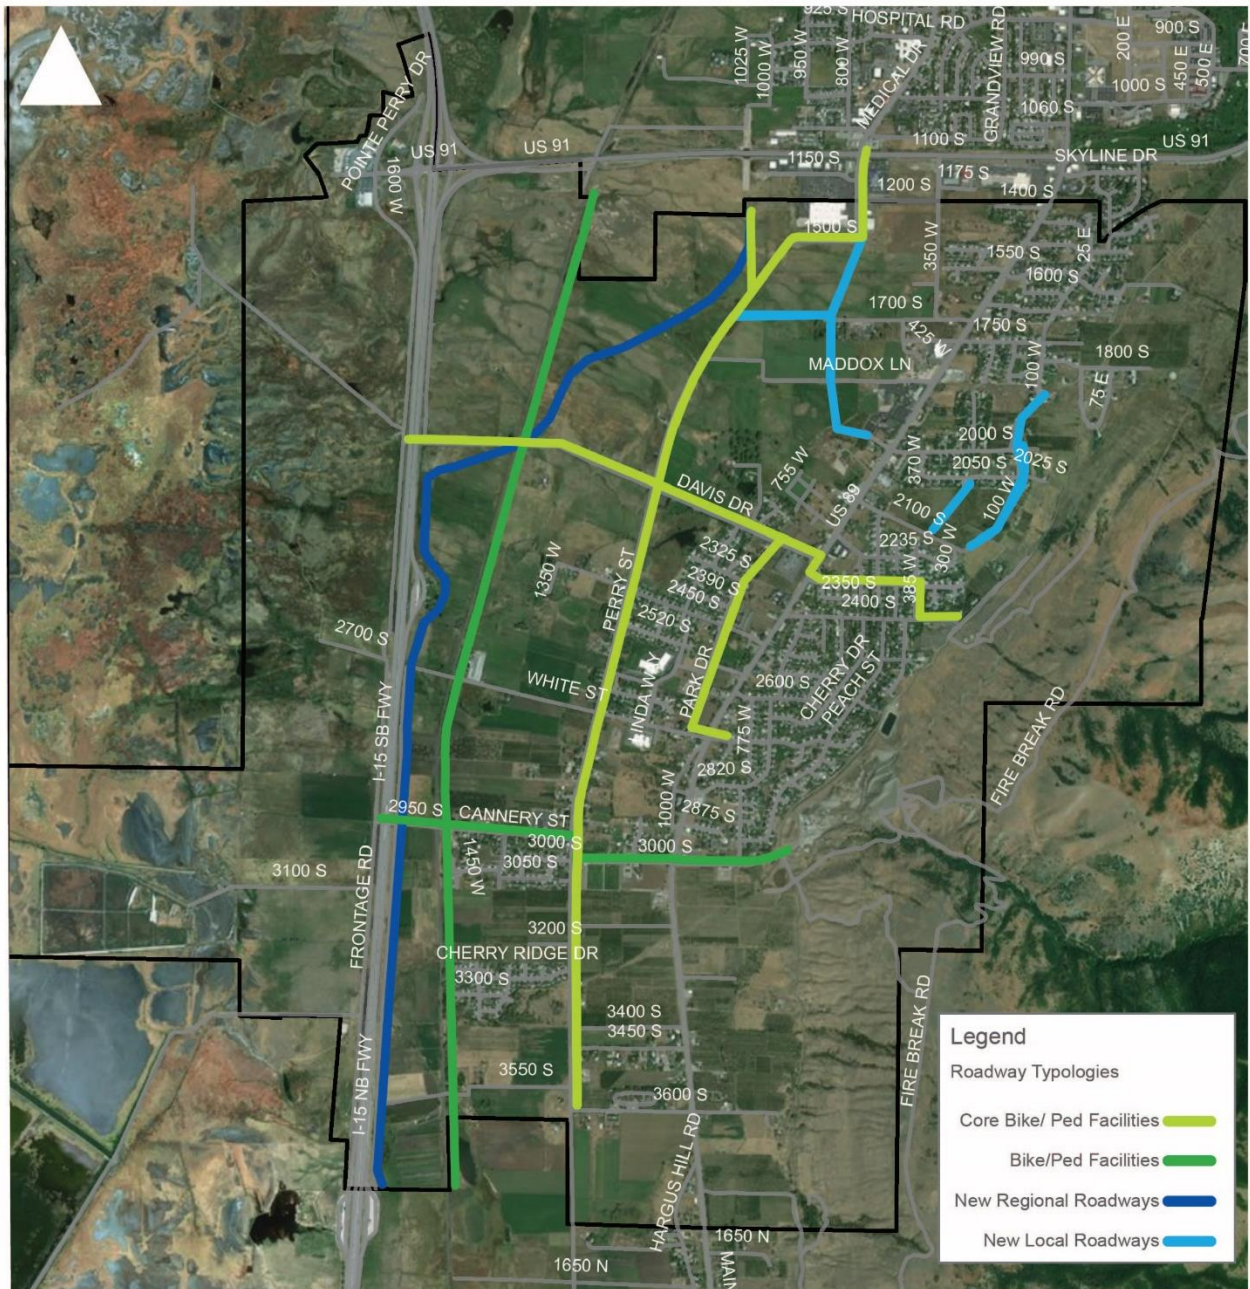 925 S
HOSPITAL RD
GRANDVIEW RD
200 E
900 S
450 E
500 E
1025 W
1000 W
950 W
800 W
MEDICAL DR
990 S
1000 S
1060 S
POINTE PERRY DR
US 91
US 91
1100 S
US 91
1150 S
SKYLINE DR
1600 W
1200 S
1175 S
1400 S
1500 S
350 W
1550 S
25 E
1600 S
1700 S
1750 S
425 W
1800 S
MADDOX LN
100 W
75 E
2000 S
2025 S
370 W
2050 S
755 W
DAVIS DR
US 89
2100 S
100 W
2235 S
300 W
2325 S
1350 W
2390 S
2350 S
385 W
2450 S
2400 S
PERRY ST
2520 S
2700 S
LINDA WAY
PARK DR
CHERRY DR
PEACH ST
WHITE ST
2600 S
775 W
FIRE BREAK RD
I-15 SB FWY
2820 S
1000 W
2875 S
2950 S
CANNERY ST
3000 S
3000 S
1450 W
3050 S
3100 S
FRONTAGE RD
3200 S
CHERRY RIDGE DR
3300 S
3400 S
3450 S
FIRE BREAK RD
I-15 NB FWY
3550 S
3600 S
HARGUS HILL RD
1650 N
1650 N
MAIN
Legend
Roadway Typologies
Core Bike/ Ped Facilities
Bike/Ped Facilities
New Regional Roadways
New Local Roadways